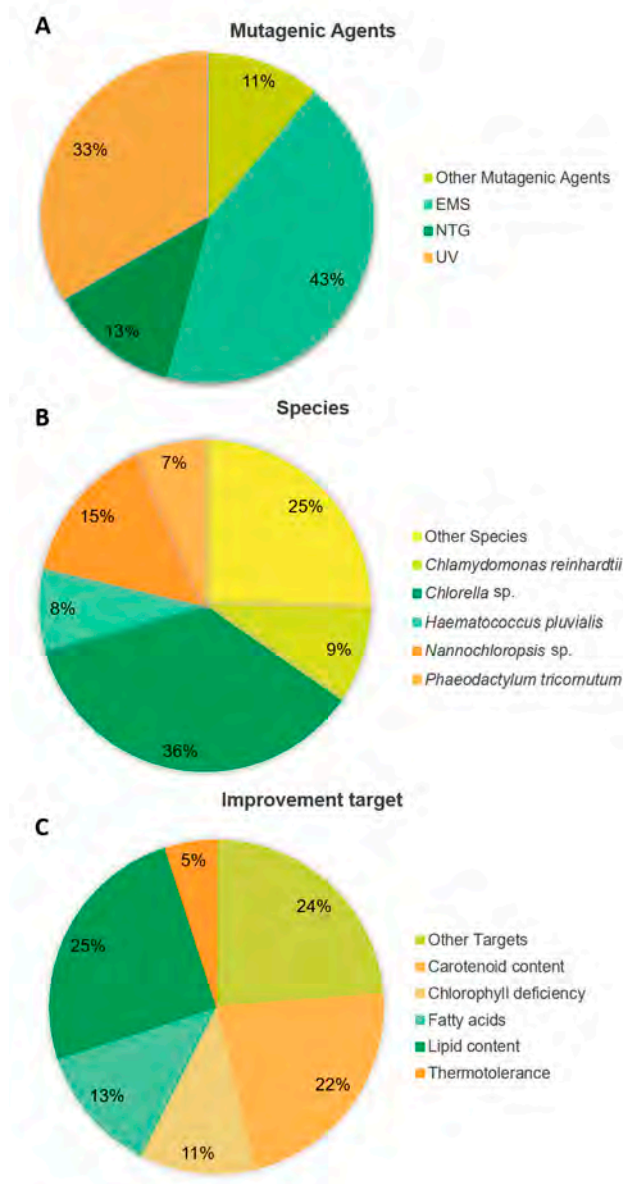 A
Mutagenic Agents
11%
33%
43%
13%
Other Mutagenic Agents
EMS
NTG
UV
B
Species
7%
25%
15%
8%
9%
36%
Other Species
Chlamydomonas reinhardtii
Chlorella sp.
Haematococcus pluvialis
Nannochloropsis sp.
Phaeodactylum tricornutum
Improvement target
C
5%
24%
25%
22%
13%
11%
Other Targets
Carotenoid content
Chlorophyll deficiency
Fatty acids
Lipid content
Thermotolerance